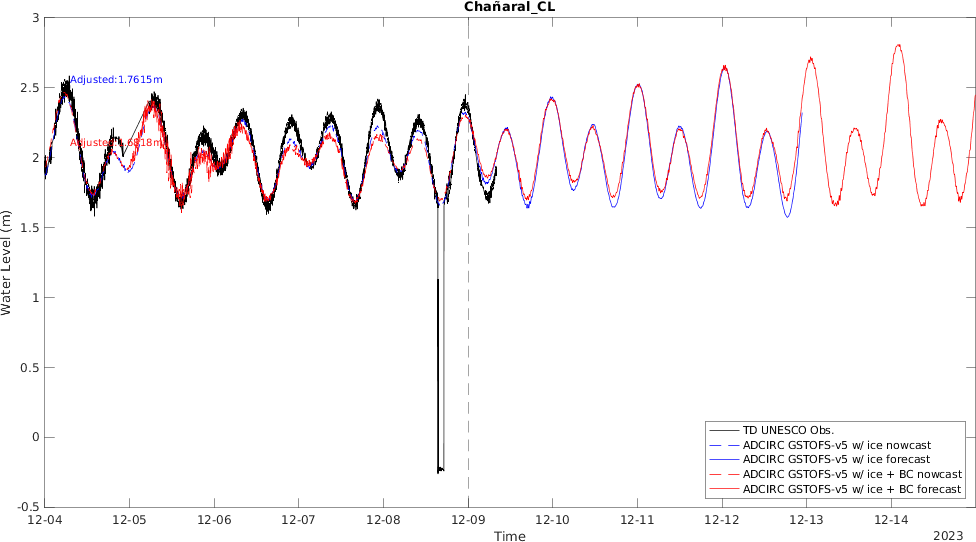 Chañaral_CL
3
2.5
2
1.5
1
0.5
0
-0.5
Water Level (m)
Adjusted:1.7615m
Adjusted:1.6818m
TD UNESCO Obs.
ADCIRC GSTOFS-v5 w/ ice nowcast
ADCIRC GSTOFS-v5 w/ ice forecast
ADCIRC GSTOFS-v5 w/ ice + BC nowcast
ADCIRC GSTOFS-v5 w/ ice + BC forecast
12-04 12-05 12-06 12-07 12-08 12-09 12-10 12-11 12-12 12-13 12-14
Time
2023